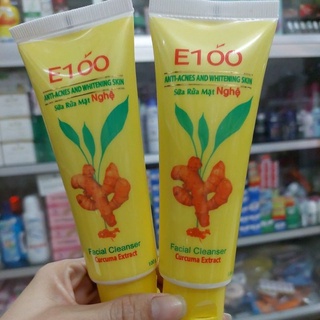 E100
ANTI-ACNES AND WHITENING SKIN
Sữa Rửa Mặt Nghệ
Facial Cleanser
Curcuma Extract
E100
ANTI-ACNES AND WHITENING SKIN
Sữa Rửa Mặt Nghệ
Facial Cleanser
Curcuma Extract